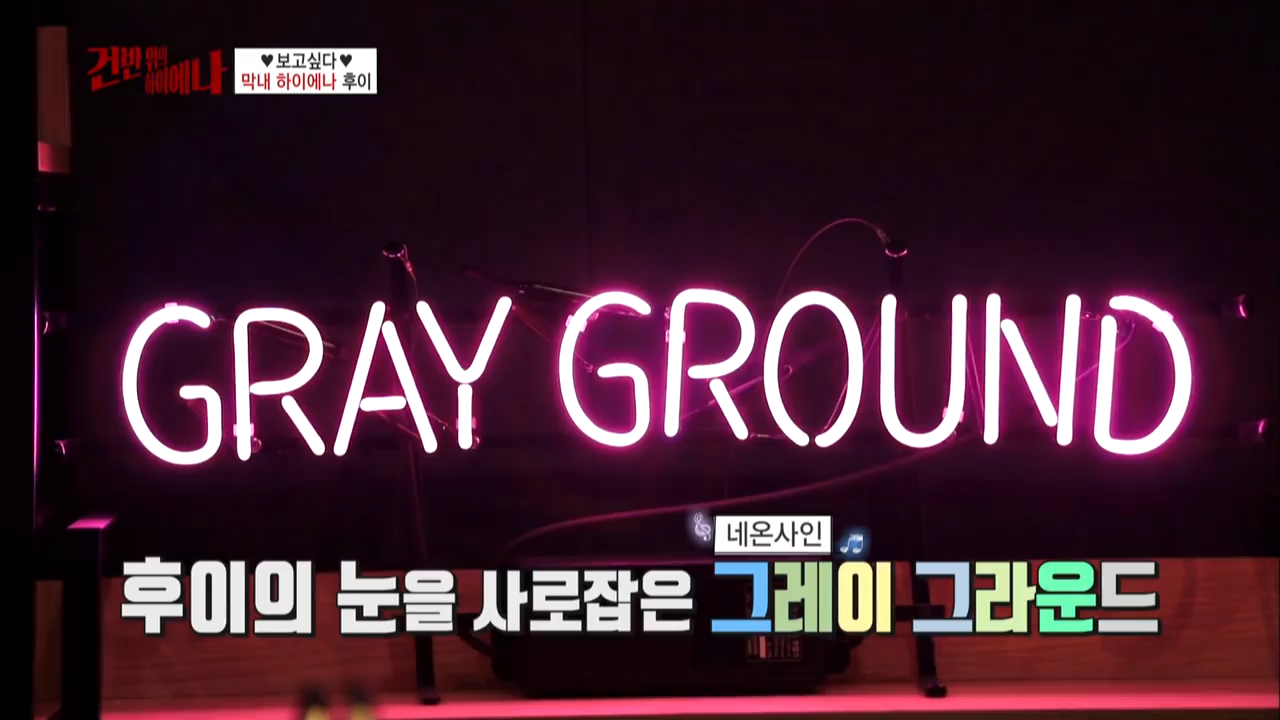 건반 위의 하이에나
♥보고싶다♥
막내 하이에나 후이
GRAY GROUND
네온사인
후이의 눈을 사로잡은 그레이 그라운드